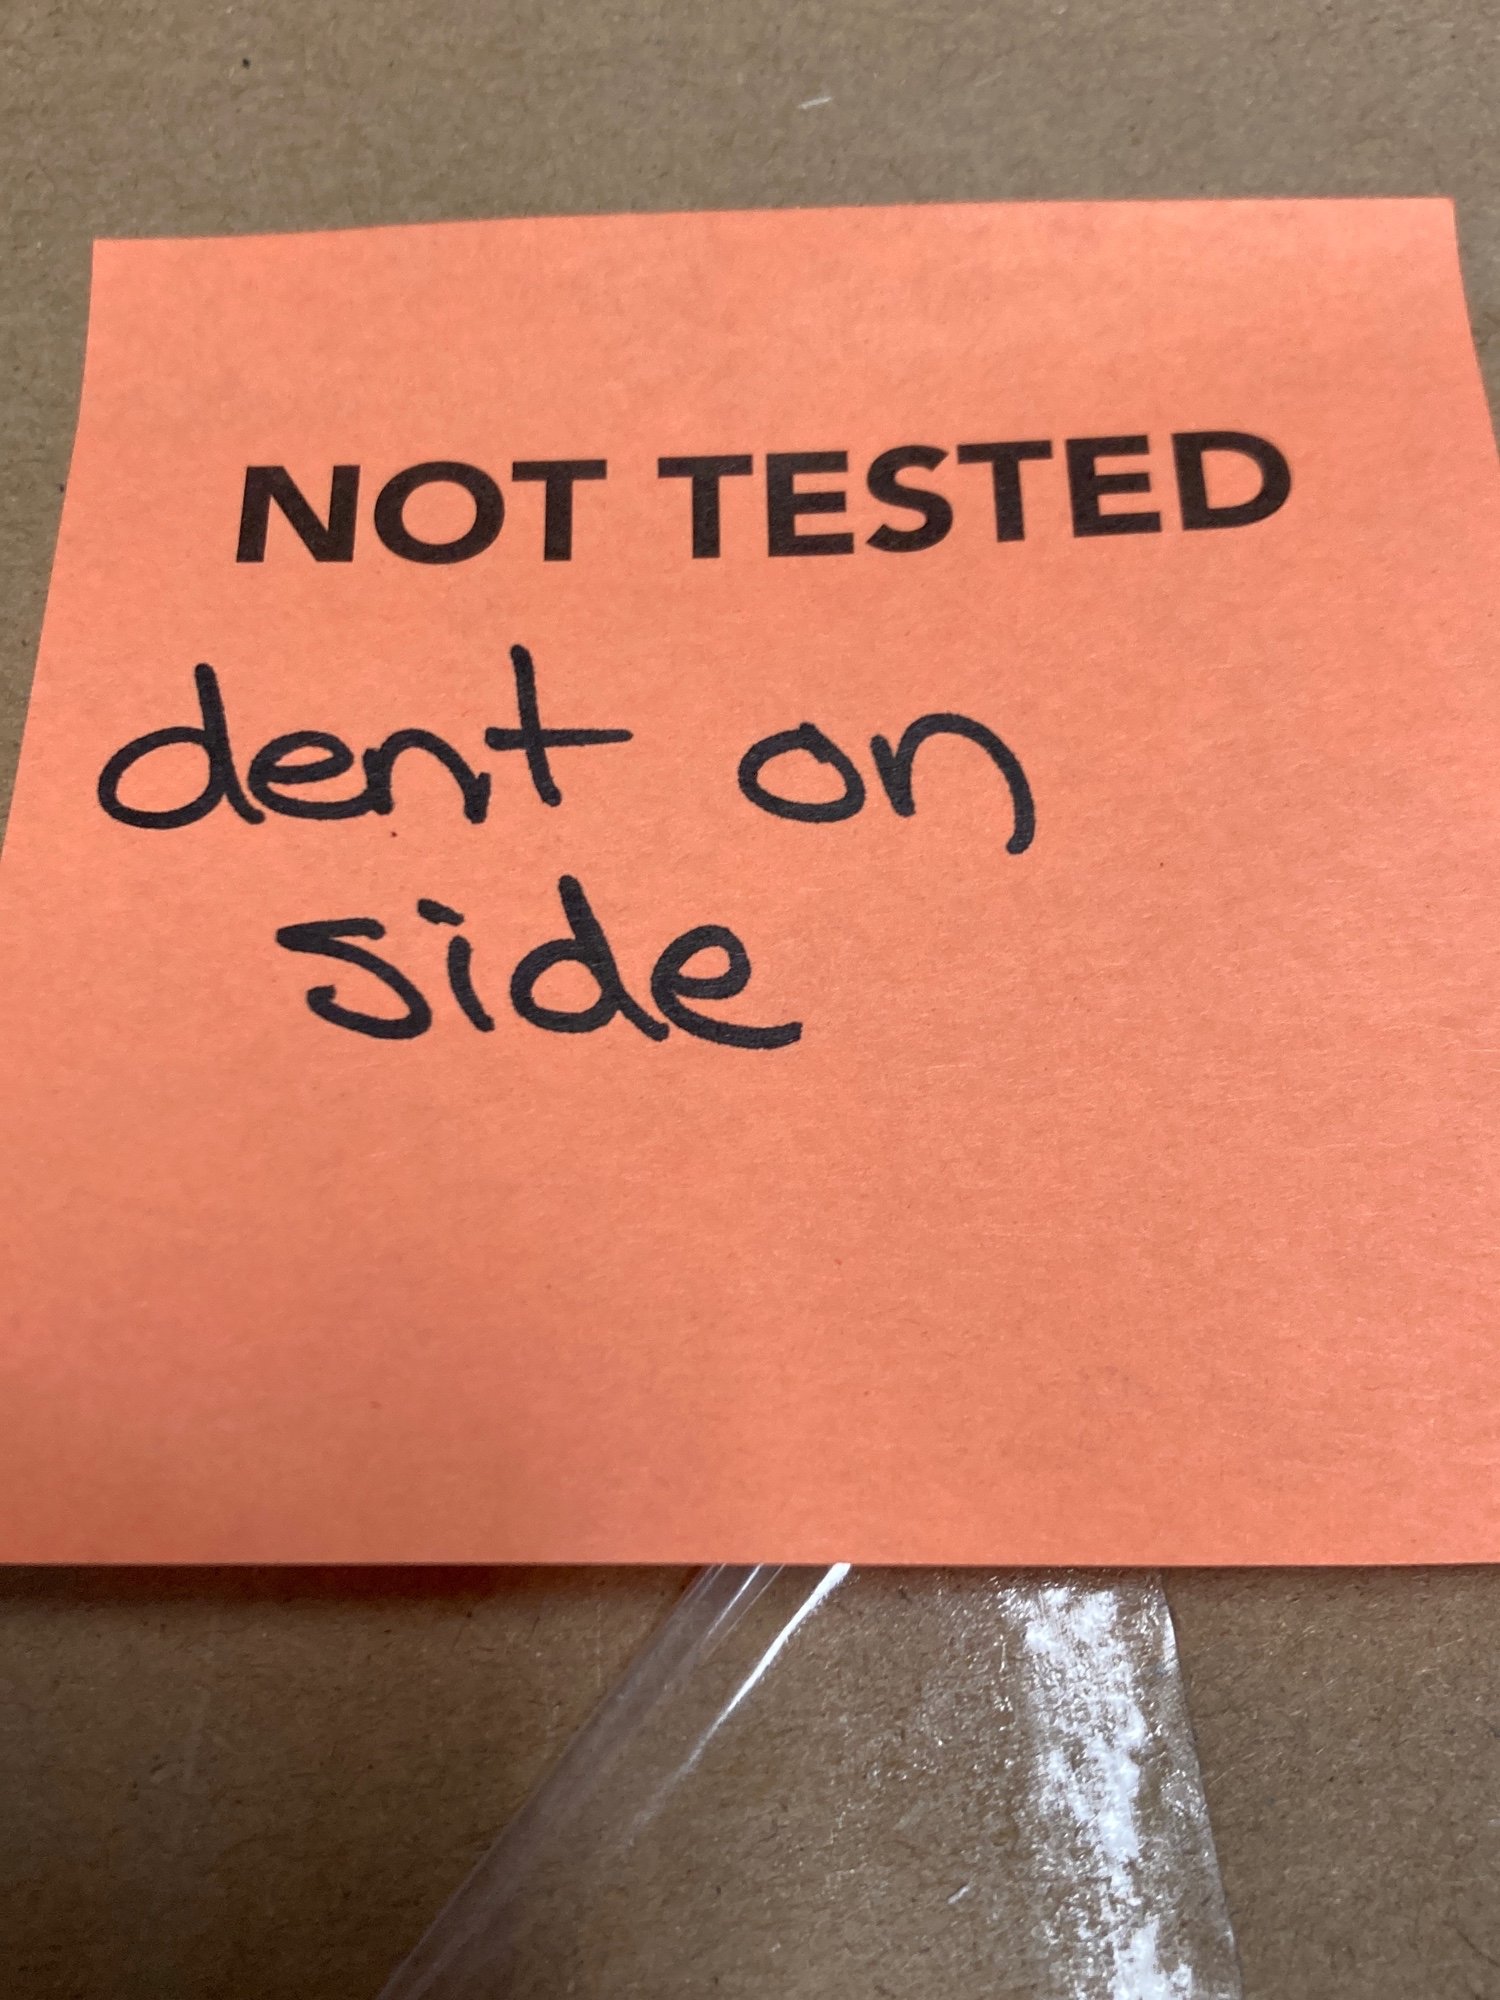 NOT TESTED
dent on
side